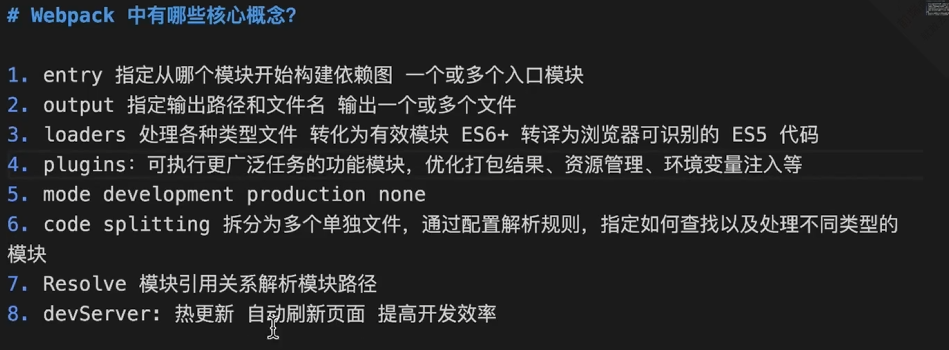 # Webpack 中有哪些核心概念？
1. entry 指定从哪个模块开始构建依赖图 一个或多个入口模块
2. output 指定输出路径和文件名 输出一个或多个文件
3. loaders 处理各种类型文件 转化为有效模块 ES6+ 转译为浏览器可识别的 ES5 代码
4. plugins：可执行更广泛任务的功能模块，优化打包结果、资源管理、环境变量注入等
5. mode development production none
6. code splitting 拆分为多个单独文件，通过配置解析规则，指定如何查找以及处理不同类型的
模块
7. Resolve 模块引用关系解析模块路径
8. devServer: 热更新 自动刷新页面 提高开发效率